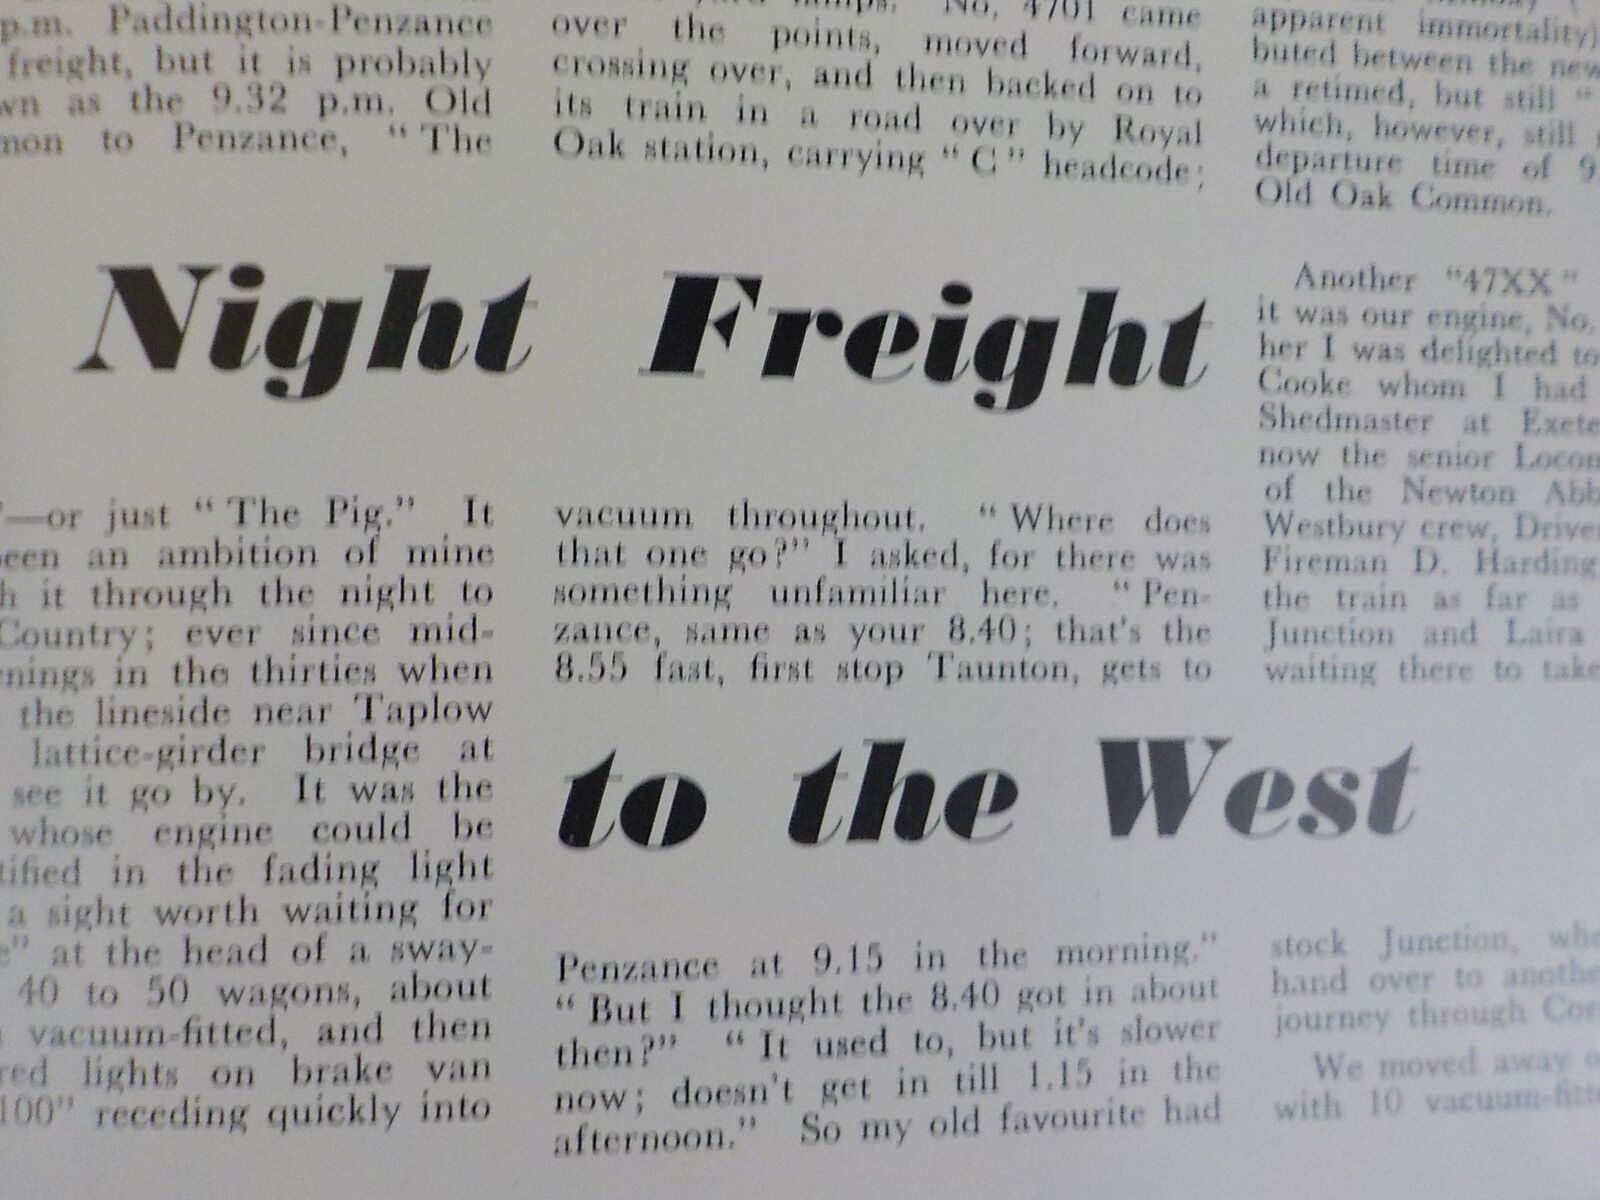 p.m. Paddington-Penzance
freight, but it is probably
as the 9.32 p.m. Old
to Penzance, "The
Night Freight
—or just "The Pig." It
been an ambition of mine
it through the night to
Country; ever since mid-
in the thirties when
the lineside near Taplow
lattice-girder bridge at
see it go by. It was the
whose engine could be
in the fading light
a sight worth waiting for
at the head of a sway-
40 to 50 wagons, about
vacuum-fitted, and then
red lights on brake van
100" receding quickly into
No. 4701 came
over the points, moved forward,
crossing over, and then backed on to
its train in a road over by Royal
Oak station, carrying "C" headcode;
vacuum throughout. "Where does
that one go?" I asked, for there was
something unfamiliar here. "Pen-
zance, same as your 8.40; that's the
8.55 fast, first stop Taunton, gets to
to the West
Penzance at 9.15 in the morning."
"But I thought the 8.40 got in about
then?" "It used to, but it's slower
now; doesn't get in till 1.15 in the
afternoon." So my old favourite had
apparent immortality)
buted between the new
a retimed, but still "
which, however, still
departure time of 9.
Old Oak Common.
Another "47XX"
it was our engine, No.
her I was delighted to
Cooke whom I had
Shedmaster at Exete
now the senior Locom
of the Newton Abb
Westbury crew, Driver
Fireman D. Harding,
the train as far as
Junction and Laira
waiting there to take
stock Junction, whe
hand over to anothe
journey through Cor
We moved away
with 10 vacuum-fitte